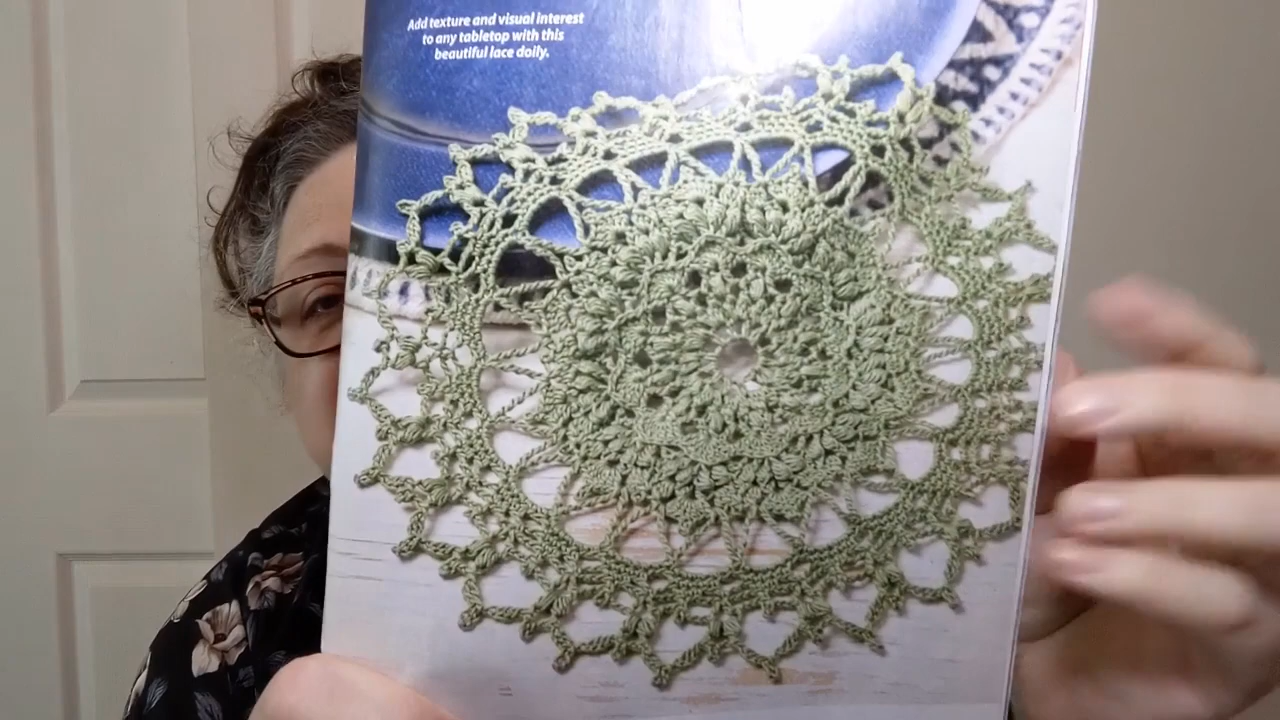 Add texture and visual interest
to any tabletop with this
beautiful lace doily.